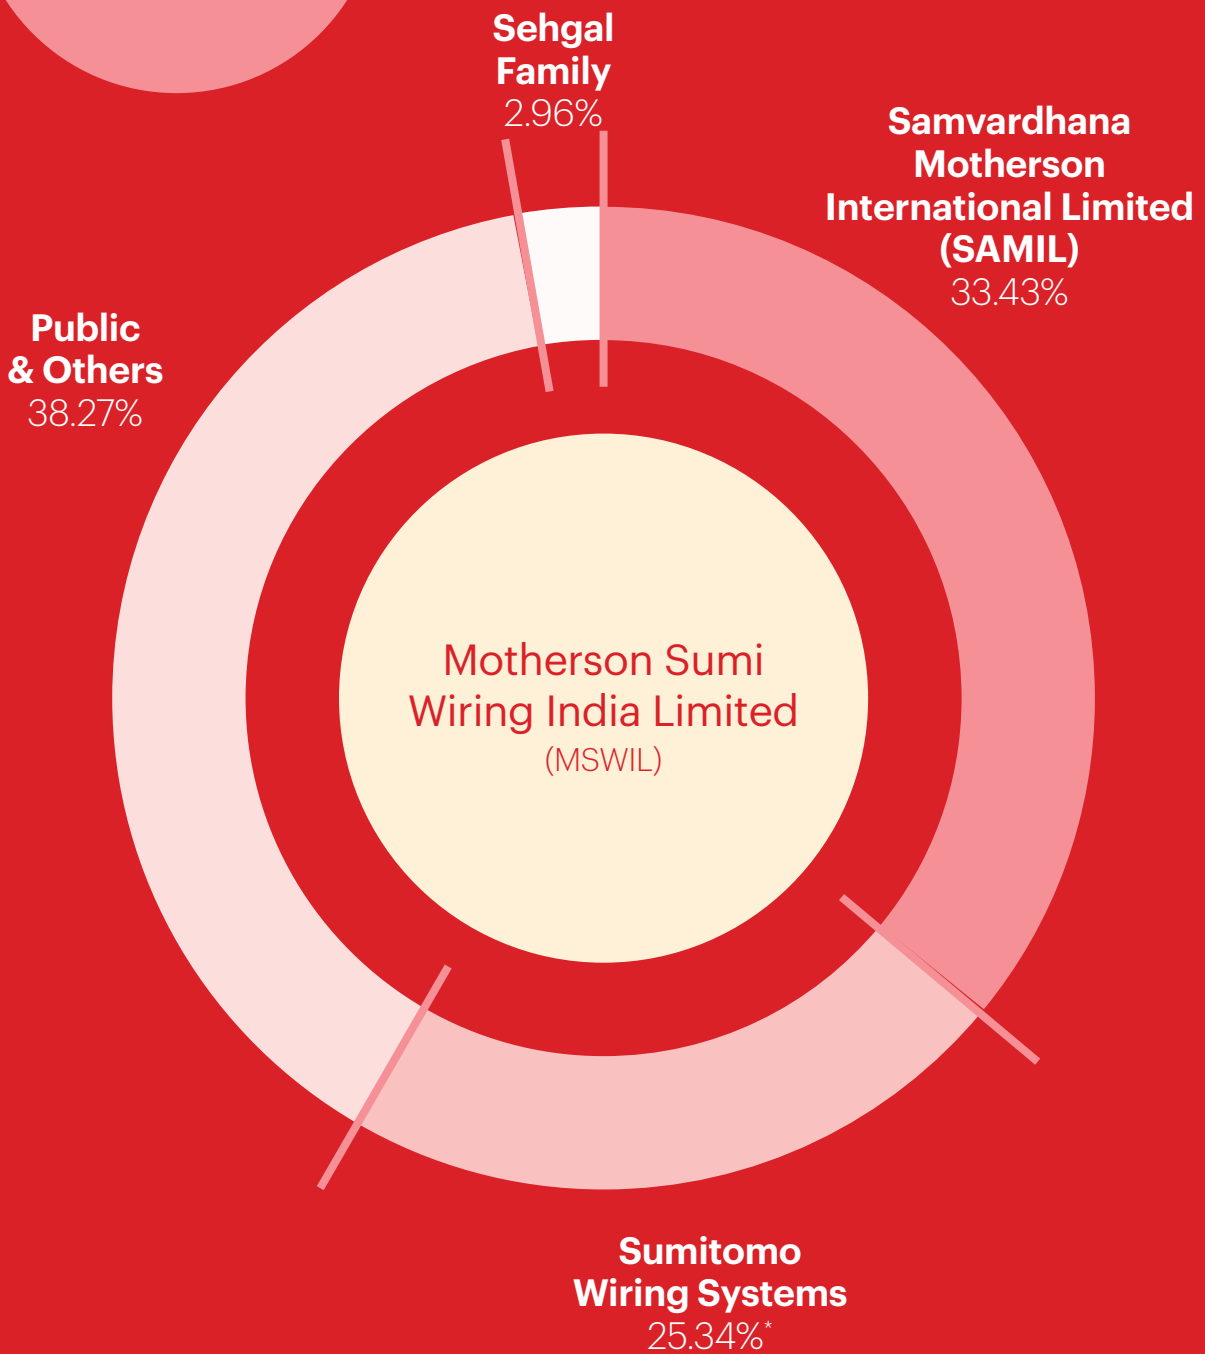 Sehgal
Family
2.96%
Samvardhana
Motherson
International Limited
(SAMIL)
33.43%
Public
& Others
38.27%
Motherson Sumi
Wiring India Limited
(MSWIL)
Sumitomo
Wiring Systems
25.34%*